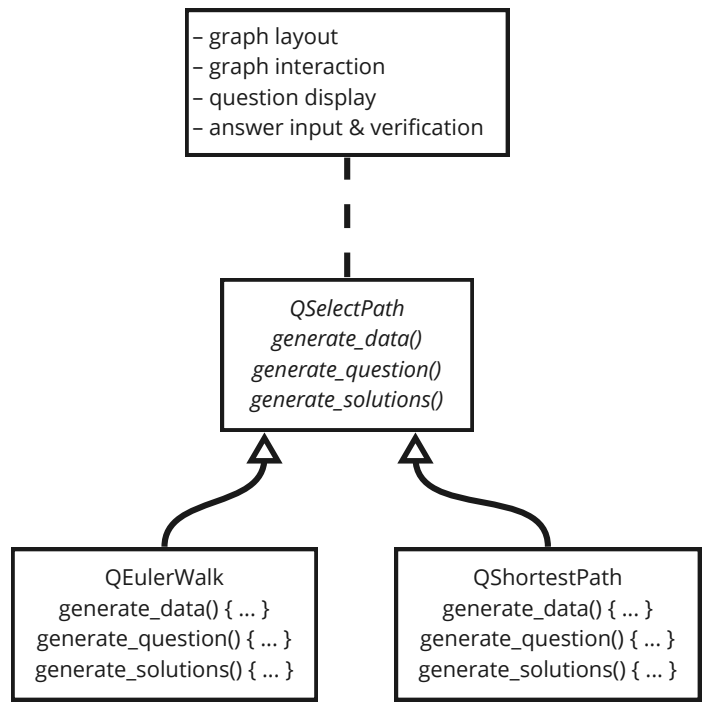 – graph layout
– graph interaction
– question display
– answer input & verification
QSelectPath
generate_data()
generate_question()
generate_solutions()
QEulerWalk
generate_data() { ... }
generate_question() { ... }
generate_solutions() { ... }
QShortestPath
generate_data() { ... }
generate_question() { ... }
generate_solutions() { ... }